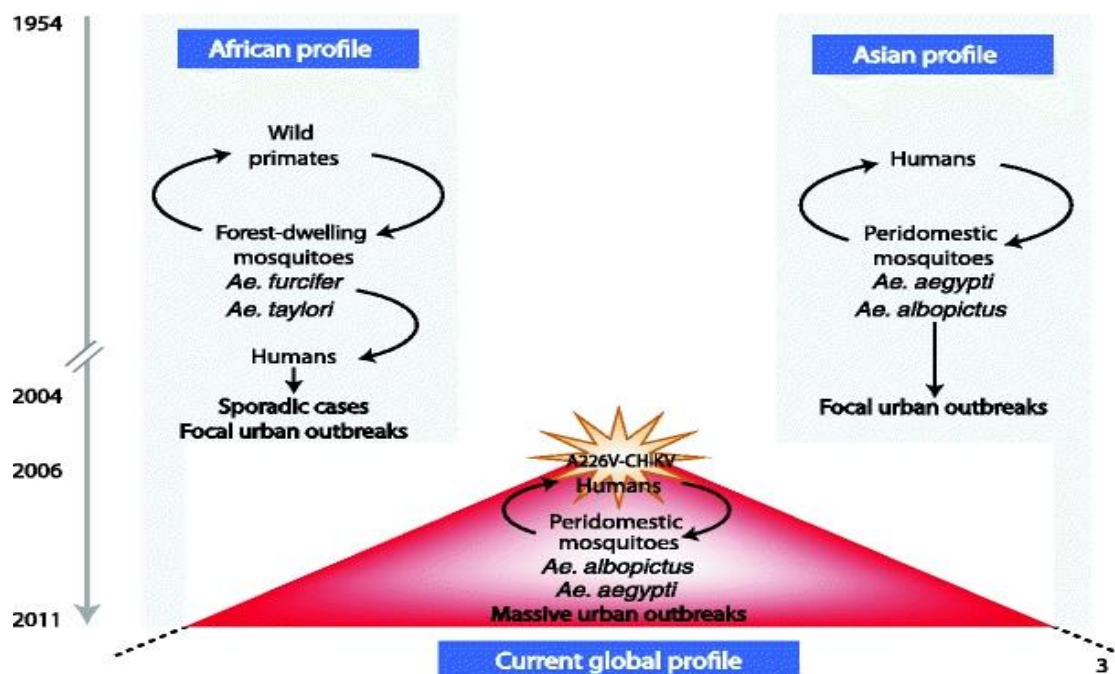 1954
African profile
Wild
primates
Forest-dwelling
mosquitoes
Ae. furcifer
Ae. taylori
Humans
Sporadic cases
Focal urban outbreaks
Asian profile
Humans
Peridomestic
mosquitoes
Ae. aegypti
Ae. albopictus
Focal urban outbreaks
2004
2006
A226V-CHIKV
Humans
Peridomestic
mosquitoes
Ae. albopictus
Ae. aegypti
Massive urban outbreaks
2011
Current global profile
3